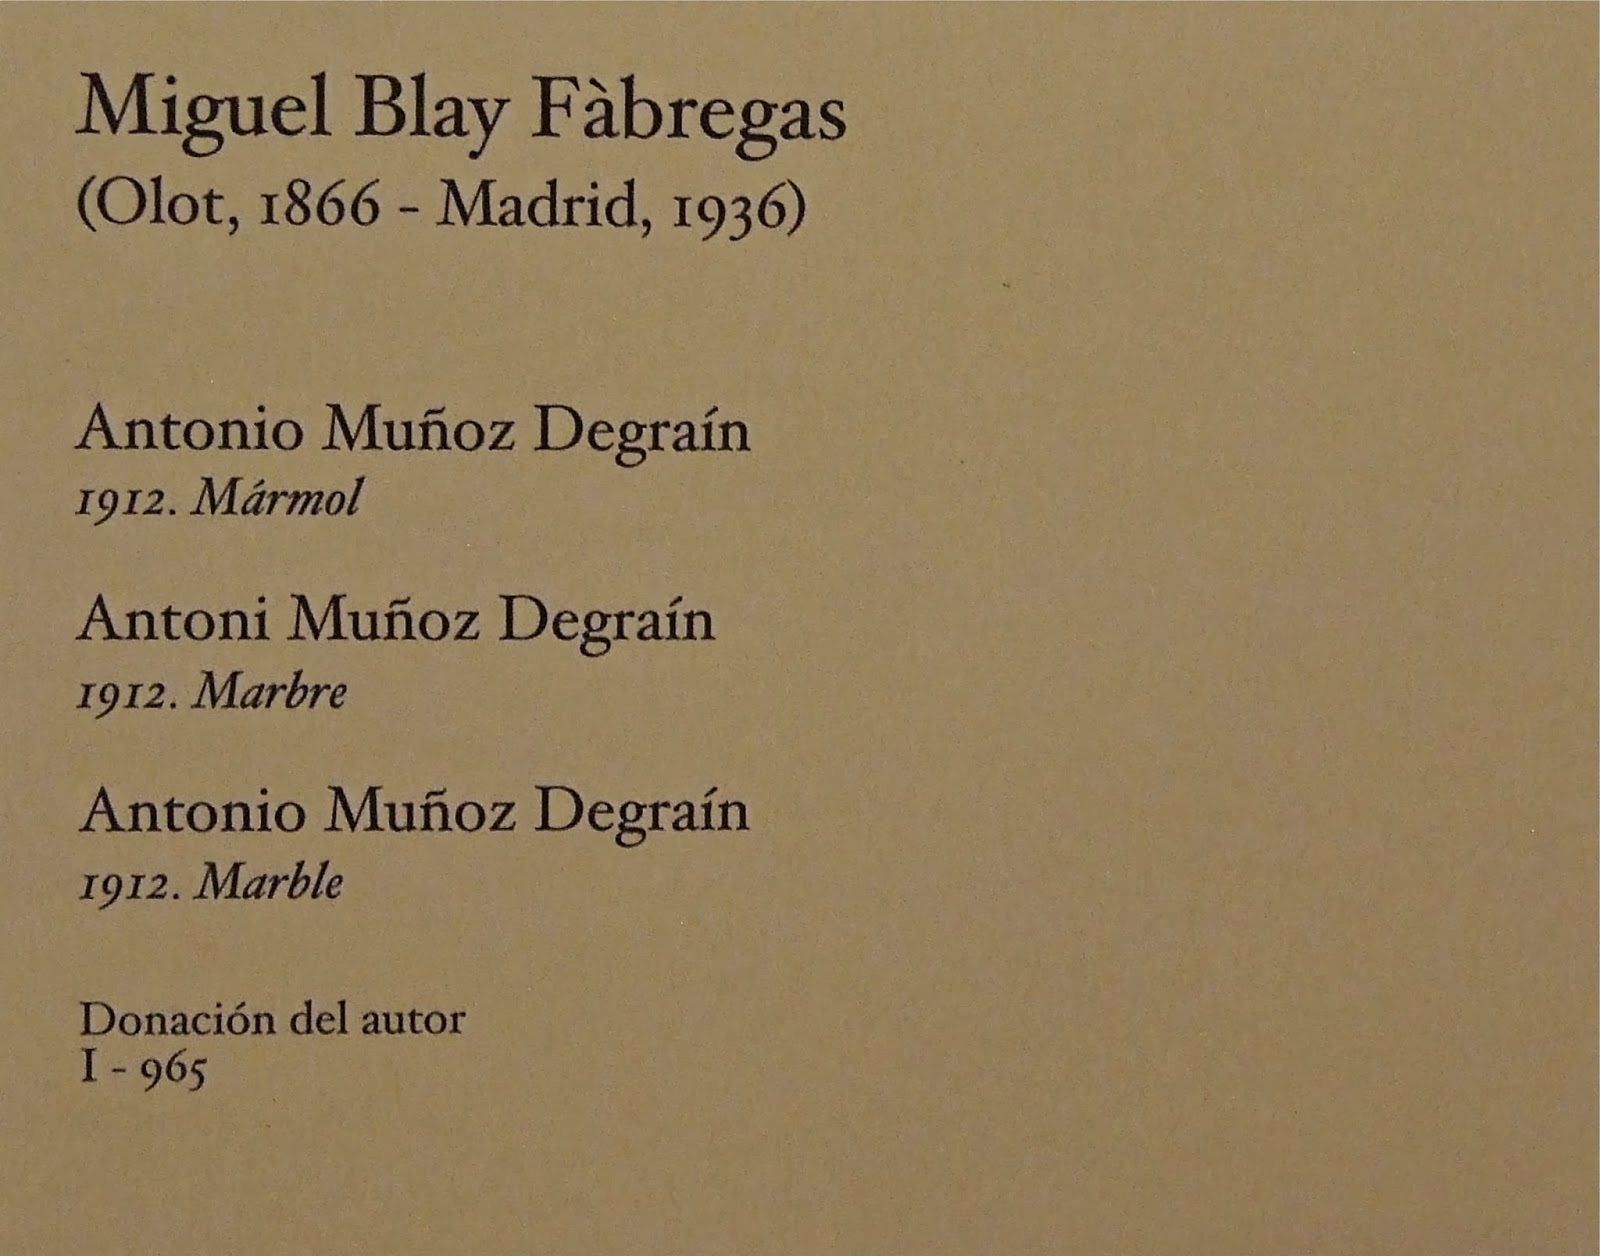 Miguel Blay Fàbregas
(Olot, 1866 - Madrid, 1936)
Antonio Muñoz Degraín
1912. Mármol
Antoni Muñoz Degraín
1912. Marbre
Antonio Muñoz Degraín
1912. Marble
Donación del autor
I - 965